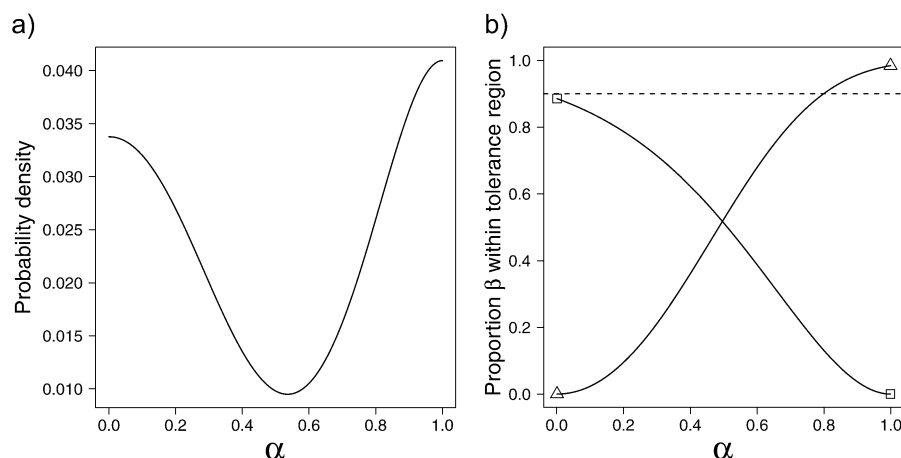 a)
Probability density
0.040
0.035
0.030
0.025
0.020
0.015
0.010
0.0 0.2 0.4 0.6 0.8 1.0
α
b)
Proportion β within tolerance region
1.0
0.8
0.6
0.4
0.2
0.0
0.0 0.2 0.4 0.6 0.8 1.0
α